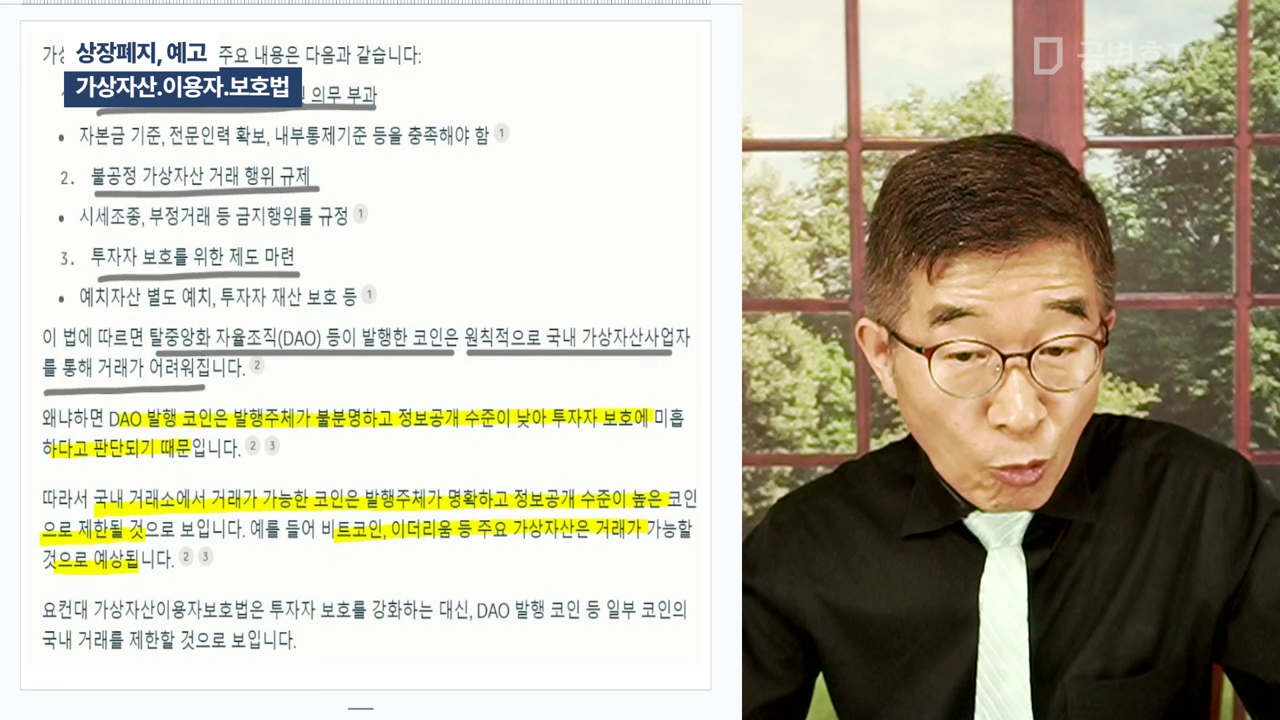 가상
상장폐지, 예고
주요 내용은 다음과 같습니다:
가상자산.이용자.보호법
의무 부과
• 자본금 기준, 전문인력 확보, 내부통제기준 등을 충족해야 함 1
2. 불공정 가상자산 거래 행위 규제
• 시세조종, 부정거래 등 금지행위를 규정 1
3. 투자자 보호를 위한 제도 마련
• 예치자산 별도 예치, 투자자 재산 보호 등 1
이 법에 따르면 탈중앙화 자율조직(DAO) 등이 발행한 코인은 원칙적으로 국내 가상자산사업자
를 통해 거래가 어려워집니다. 2
왜냐하면 DAO 발행 코인은 발행주체가 불분명하고 정보공개 수준이 낮아 투자자 보호에 미흡
하다고 판단되기 때문입니다. 2 3
따라서 국내 거래소에서 거래가 가능한 코인은 발행주체가 명확하고 정보공개 수준이 높은 코인
으로 제한될 것으로 보입니다. 예를 들어 비트코인, 이더리움 등 주요 가상자산은 거래가 가능할
것으로 예상됩니다. 2 3
요컨대 가상자산이용자보호법은 투자자 보호를 강화하는 대신, DAO 발행 코인 등 일부 코인의
국내 거래를 제한할 것으로 보입니다.
공변호TV